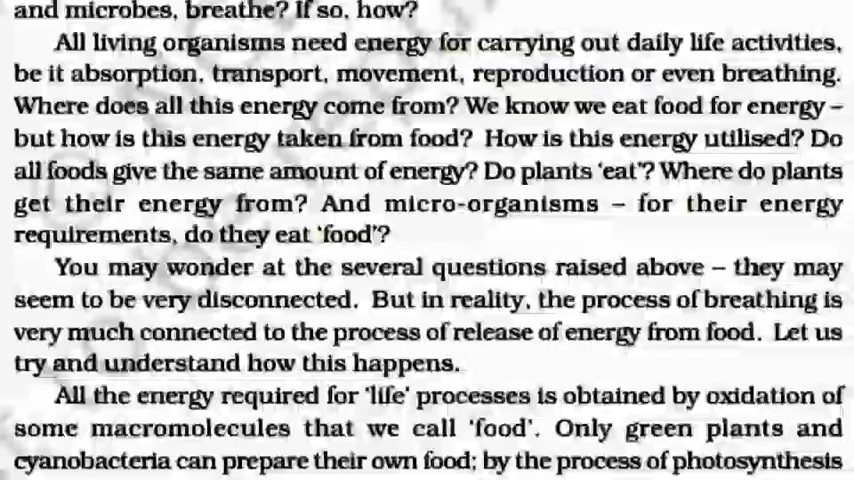 and microbes, breathe? If so, how?
All living organisms need energy for carrying out daily life activities,
be it absorption, transport, movement, reproduction or even breathing.
Where does all this energy come from? We know we eat food for energy –
but how is this energy taken from food? How is this energy utilised? Do
all foods give the same amount of energy? Do plants ‘eat’? Where do plants
get their energy from? And micro-organisms – for their energy
requirements, do they eat ‘food’?
You may wonder at the several questions raised above – they may
seem to be very disconnected. But in reality, the process of breathing is
very much connected to the process of release of energy from food. Let us
try and understand how this happens.
All the energy required for 'life' processes is obtained by oxidation of
some macromolecules that we call ‘food’. Only green plants and
cyanobacteria can prepare their own food; by the process of photosynthesis